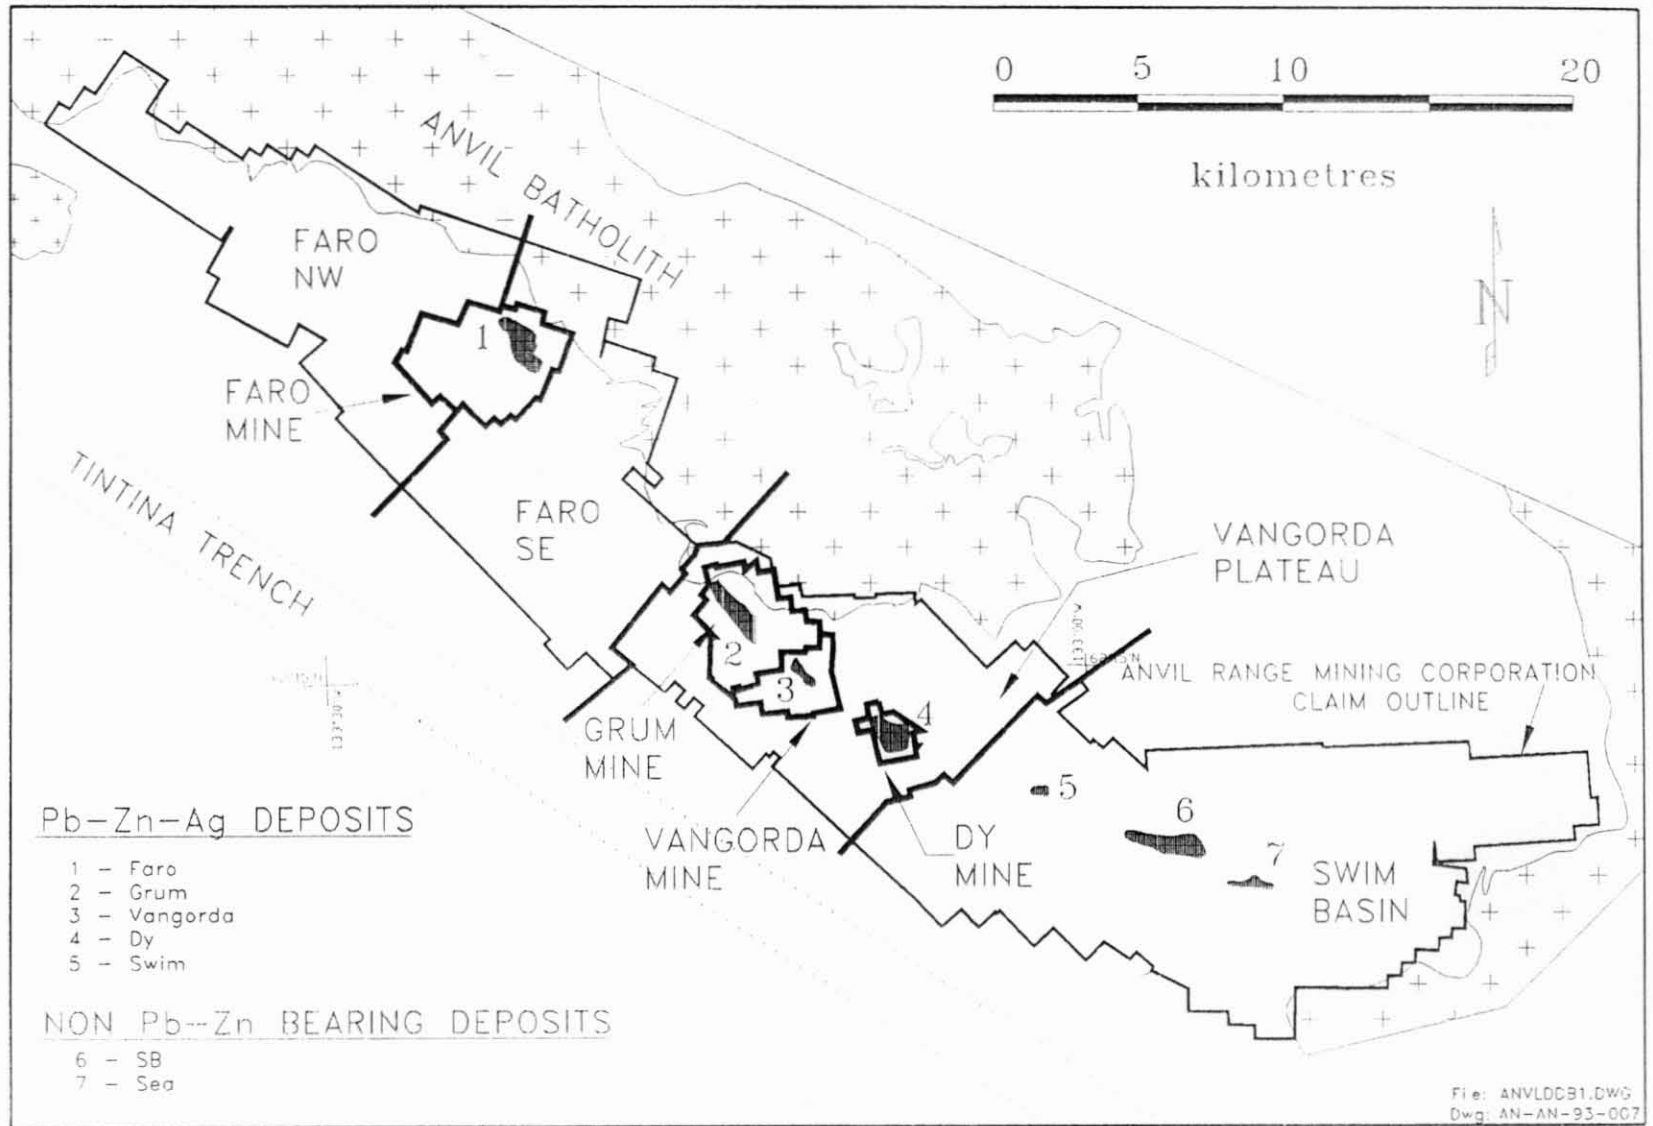 0 5 10 20
kilometres
N
ANVIL BATHOLITH
FARO
NW
1
FARO
MINE
TINTINA TRENCH
FARO
SE
VANGORDA
PLATEAU
2
3
4
GRUM
MINE
VANGORDA
MINE
DY
MINE
ANVIL RANGE MINING CORPORATION
CLAIM OUTLINE
5
6
7
SWIM
BASIN
Pb-Zn-Ag DEPOSITS
1 - Faro
2 - Grum
3 - Vangorda
4 - Dy
5 - Swim
NON Pb-Zn BEARING DEPOSITS
6 - SB
7 - Sea
File: ANVLDDB1.DWG
Dwg: AN-AN-93-007